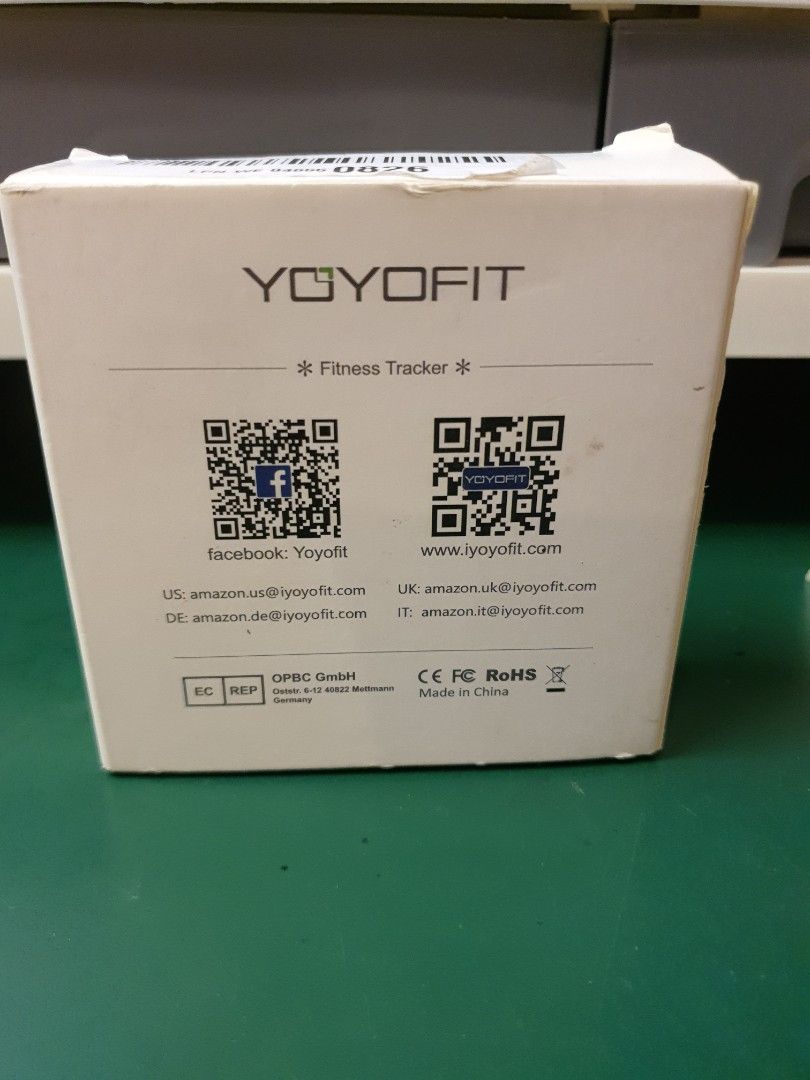 0826
YOYOFIT
* Fitness Tracker *
f
YOYOFIT
facebook: Yoyofit
www.iyoyofit.com
US: amazon.us@iyoyofit.com
UK: amazon.uk@iyoyofit.com
DE: amazon.de@iyoyofit.com
IT: amazon.it@iyoyofit.com
EC REP
OPBC GmbH
Oststr. 6-12 40822 Mettmann
Germany
CE FC RoHS
Made in China